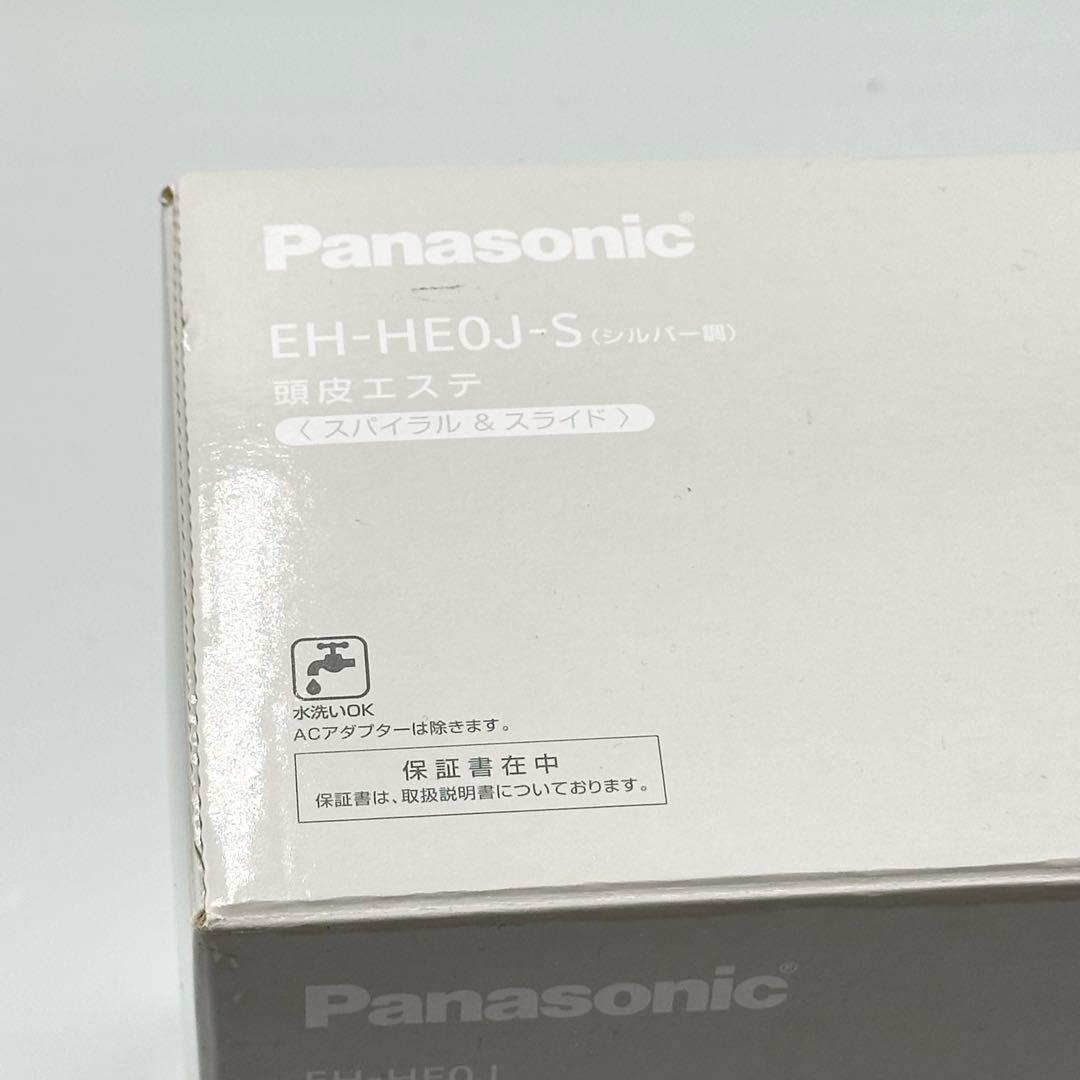 Panasonic®
EH-HE0J-S（シルバー調）
頭皮エステ
〈スパイラル & スライド〉
水洗いOK
ACアダプターは除きます。
保証書在中
保証書は、取扱説明書についております。
Panasonic®
EH-HE0J